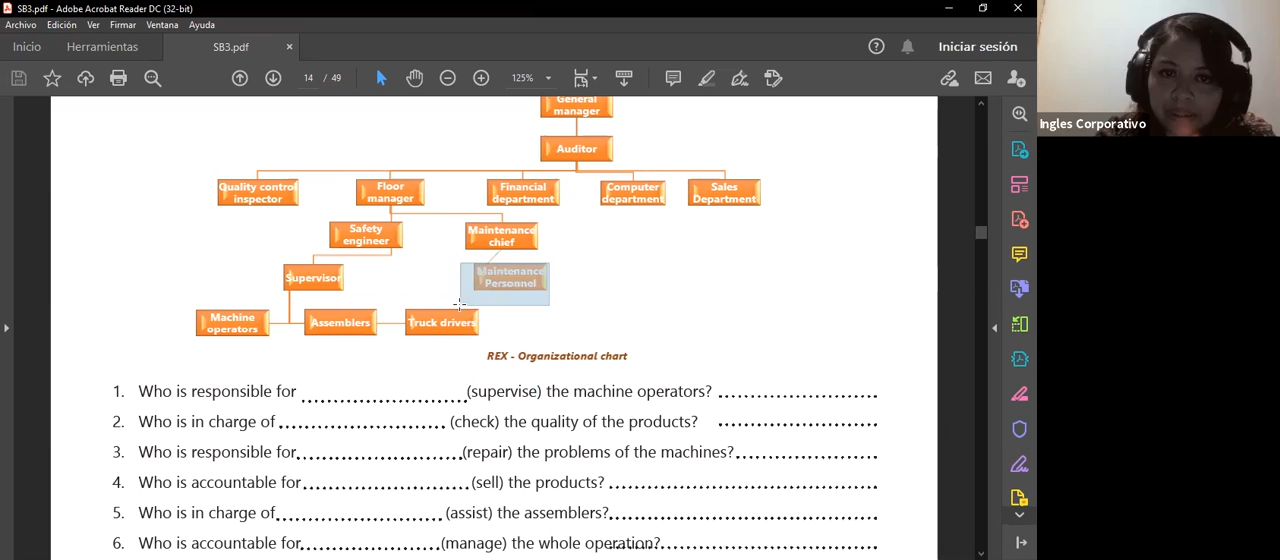 SB3.pdf - Adobe Acrobat Reader DC (32-bit)
Archivo Edición Ver Firmar Ventana Ayuda
Inicio Herramientas SB3.pdf × Iniciar sesión
14 / 49 125%
Ingles Corporativo
General
manager
Auditor
Quality control
inspector
Floor
manager
Financial
department
Computer
department
Sales
Department
Safety
engineer
Maintenance
chief
Supervisor
Maintenance
Personnel
Machine
operators
Assemblers
Truck drivers
REX - Organizational chart
1. Who is responsible for ................................(supervise) the machine operators? ................................
2. Who is in charge of ................................ (check) the quality of the products? ................................
3. Who is responsible for................................(repair) the problems of the machines?................................
4. Who is accountable for................................(sell) the products? ................................
5. Who is in charge of................................ (assist) the assemblers?................................
6. Who is accountable for................................(manage) the whole operation?................................